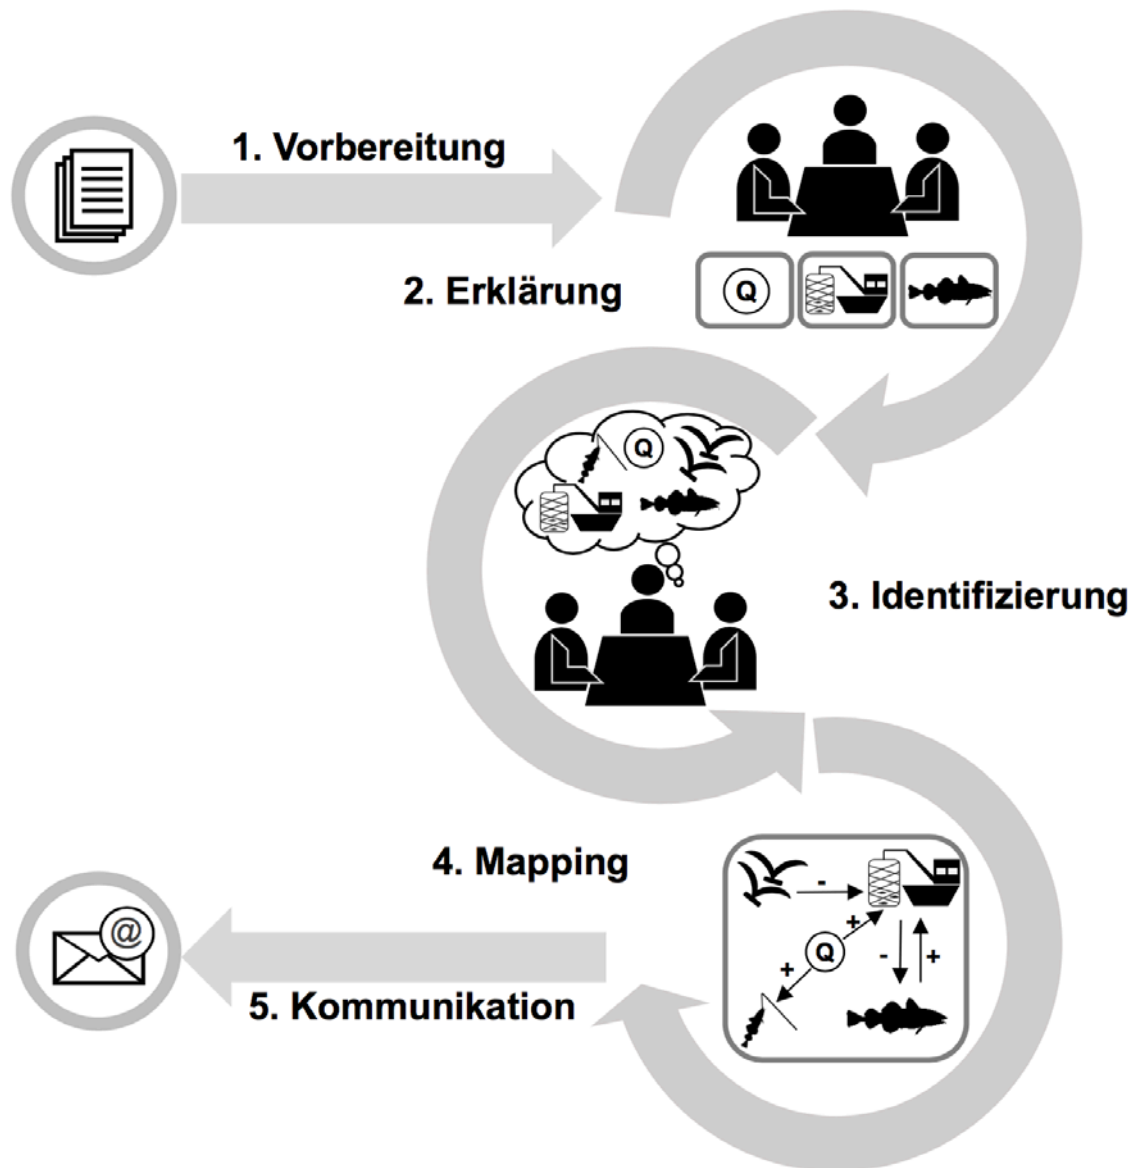 1. Vorbereitung
2. Erklärung
Q
Q
3. Identifizierung
4. Mapping
-
+
Q
+
-
+
@
5. Kommunikation